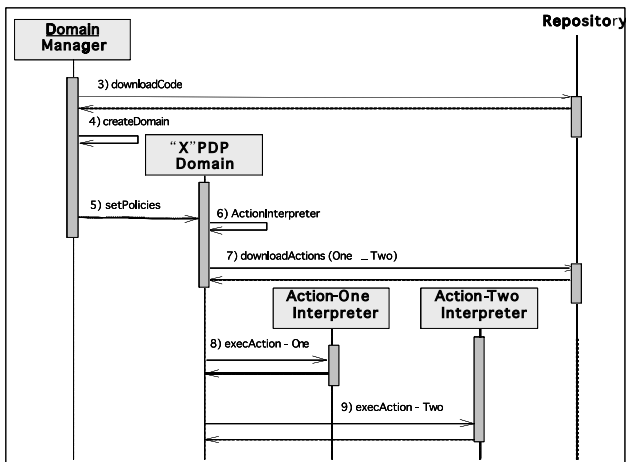 Domain
Manager
Repository
3) downloadCode
4) createDomain
"X"PDP
Domain
5) setPolicies
6) ActionInterpreter
7) downloadActions (One _ Two)
Action-One
Interpreter
Action-Two
Interpreter
8) execAction - One
9) execAction - Two